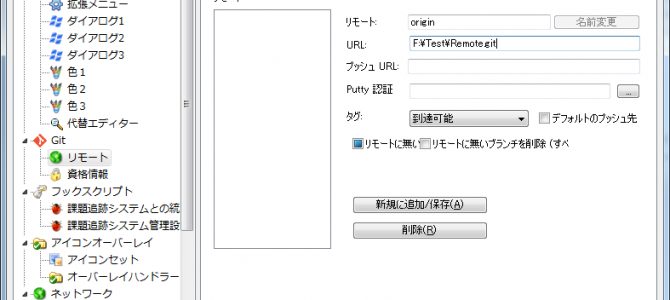 拡張メニュー
ダイアログ1
ダイアログ2
ダイアログ3
色1
色2
色3
代替エディター
Git
リモート
資格情報
フックスクリプト
課題追跡システムとの統
課題追跡システム管理設
アイコンオーバーレイ
アイコンセット
オーバーレイハンドラー
ネットワーク
リモート:
origin
名前変更
URL:
F:¥Test¥Remote.git
プッシュ URL:
Putty 認証
...
タグ:
到達可能
デフォルトのプッシュ先
リモートに無い
リモートに無いブランチを削除 (すべ
新規に追加/保存(A)
削除(R)